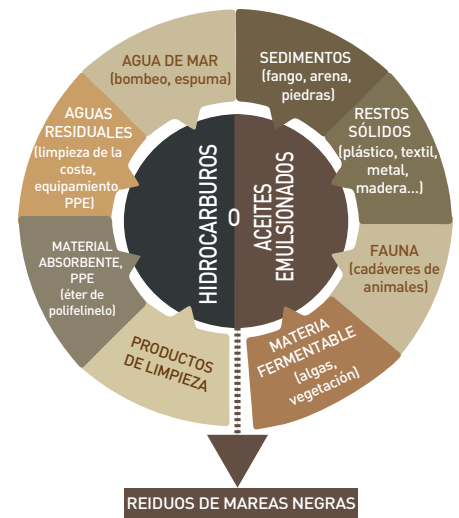 AGUA DE MAR
(bombeo, espuma)
SEDIMENTOS
(fango, arena,
piedras)
RESTOS
SÓLIDOS
(plástico, textil,
metal,
madera...)
FAUNA
(cadáveres de
animales)
MATERIA
FERMENTABLE
(algas,
vegetación)
PRODUCTOS
DE LIMPIEZA
MATERIAL
ABSORBENTE,
PPE
(éter de
polifelinelo)
AGUAS
RESIDUALES
(limpieza de la
costa,
equipamiento
PPE)
HIDROCARBUROS
O
ACEITES
EMULSIONADOS
REIDUOS DE MAREAS NEGRAS